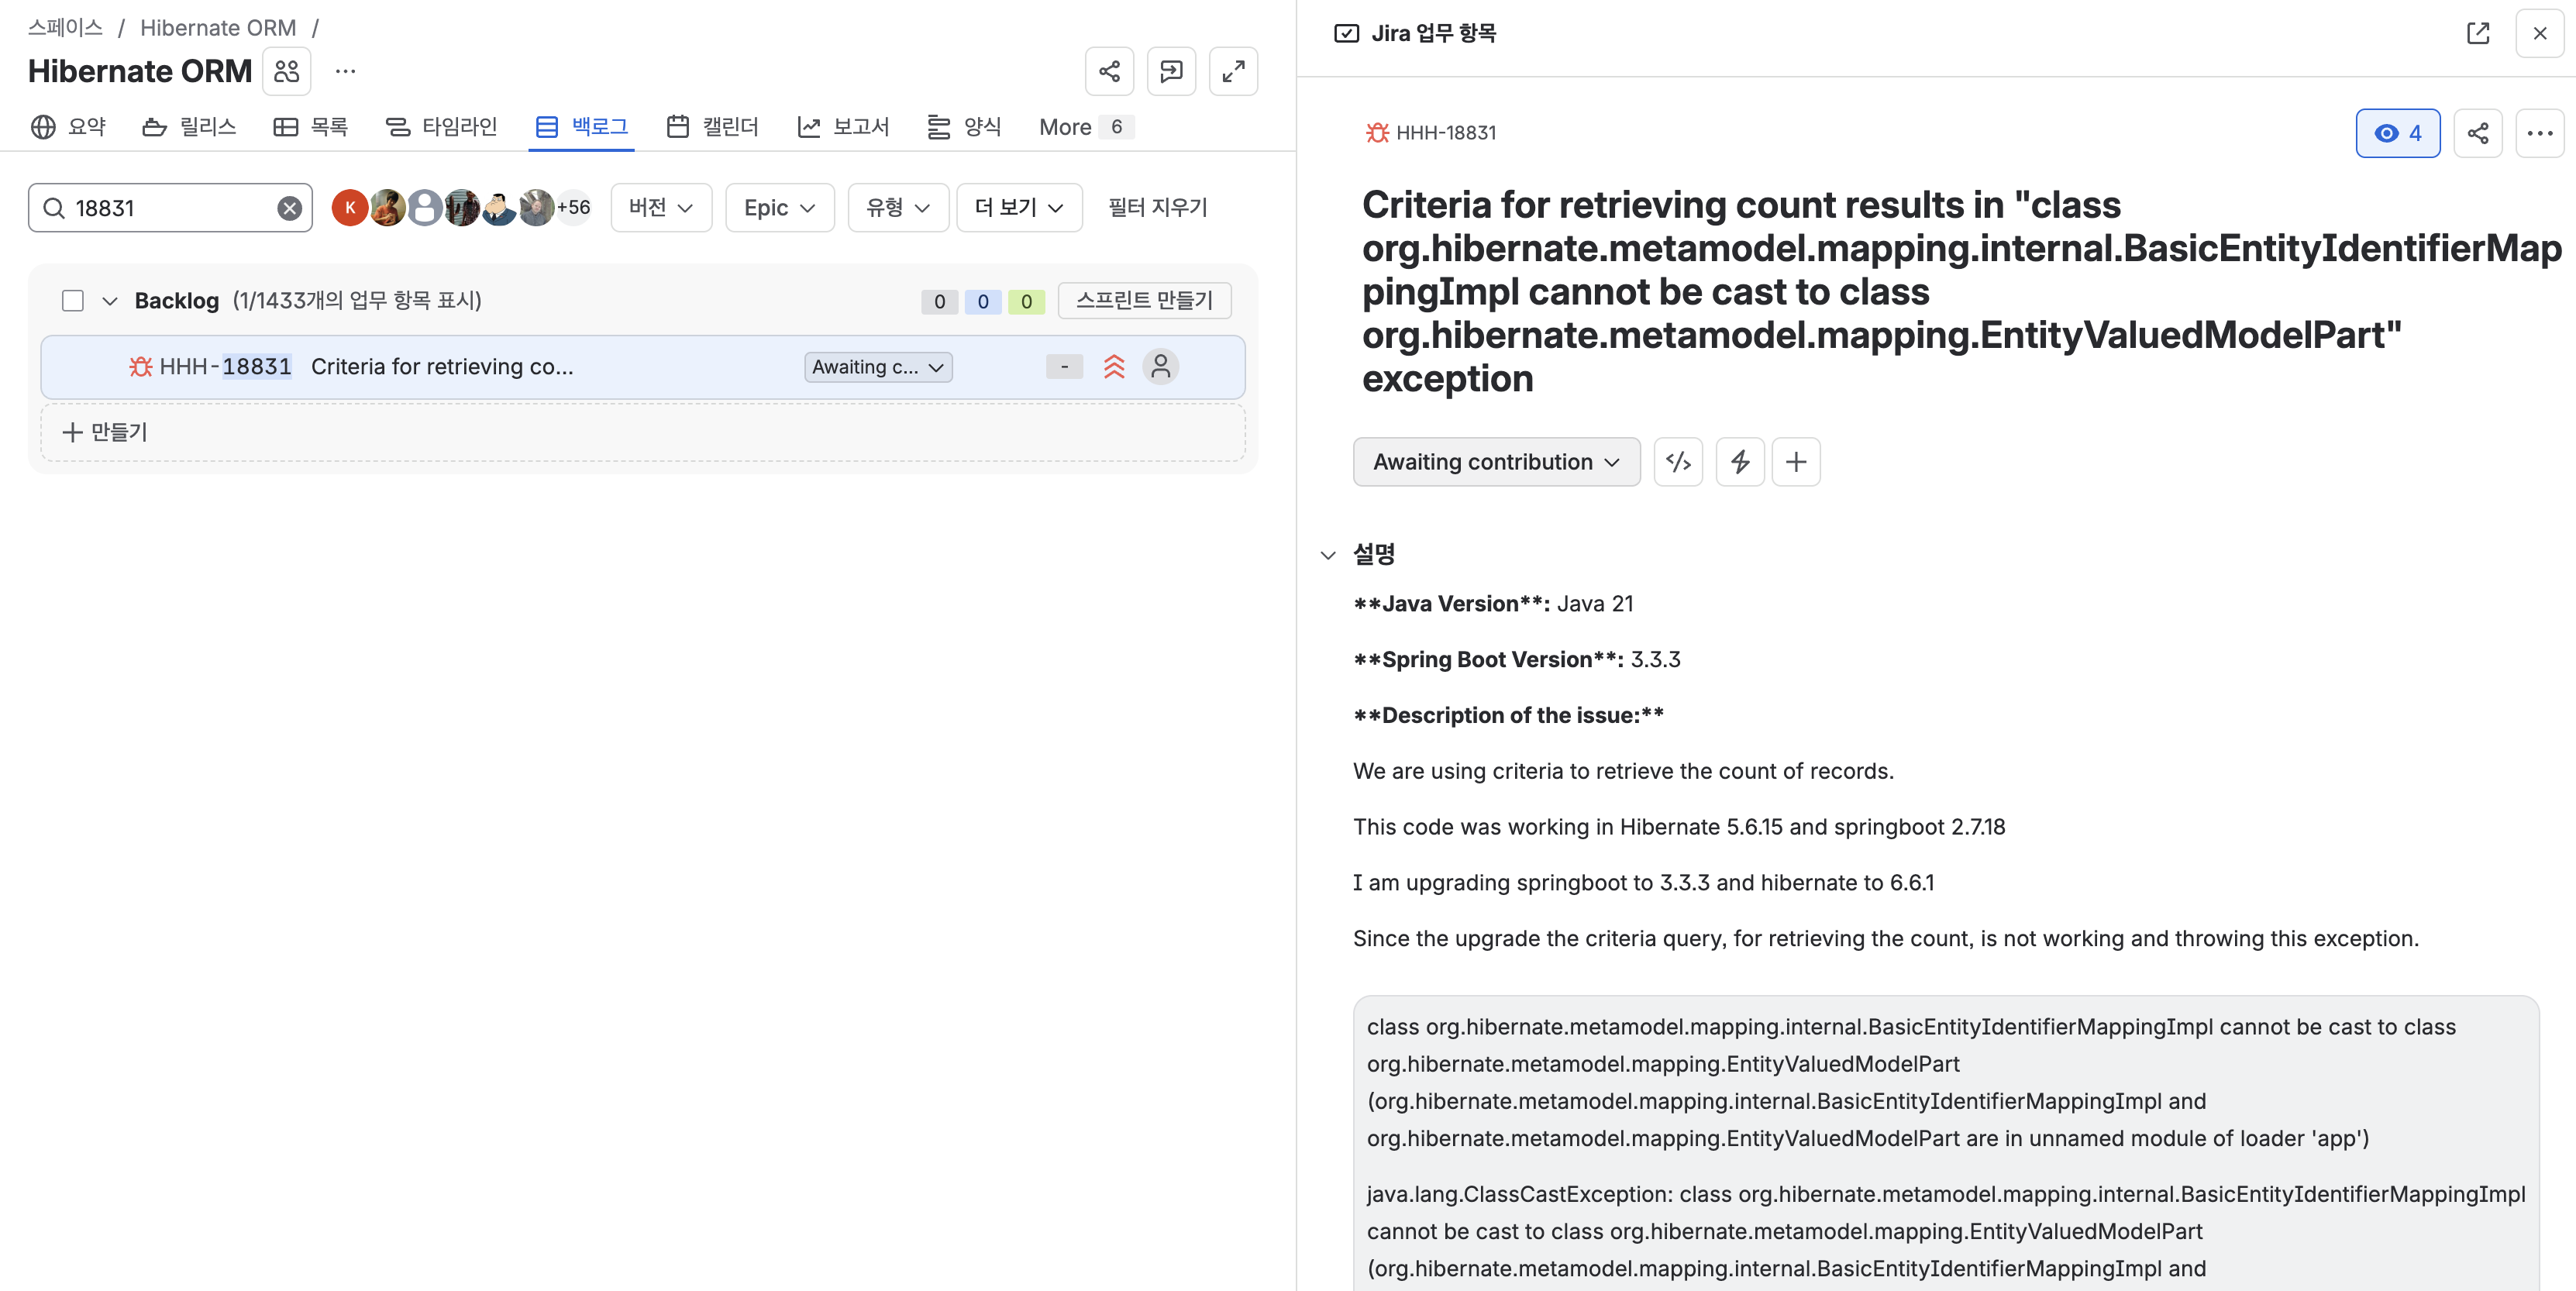 스페이스 / Hibernate ORM /
Hibernate ORM
요약 릴리스 목록 타임라인 백로그 캘린더 보고서 양식 More 6
18831 K +56 버전 Epic 유형 더 보기 필터 지우기
Backlog (1/1433개의 업무 항목 표시) 0 0 0 스프린트 만들기
HHH-18831 Criteria for retrieving co... Awaiting c... -
만들기
Jira 업무 항목
HHH-18831 4
Criteria for retrieving count results in "class
org.hibernate.metamodel.mapping.internal.BasicEntityIdentifierMap
pingImpl cannot be cast to class
org.hibernate.metamodel.mapping.EntityValuedModelPart"
exception
Awaiting contribution
설명
**Java Version**: Java 21
**Spring Boot Version**: 3.3.3
**Description of the issue:**
We are using criteria to retrieve the count of records.
This code was working in Hibernate 5.6.15 and springboot 2.7.18
I am upgrading springboot to 3.3.3 and hibernate to 6.6.1
Since the upgrade the criteria query, for retrieving the count, is not working and throwing this exception.
class org.hibernate.metamodel.mapping.internal.BasicEntityIdentifierMappingImpl cannot be cast to class
org.hibernate.metamodel.mapping.EntityValuedModelPart
(org.hibernate.metamodel.mapping.internal.BasicEntityIdentifierMappingImpl and
org.hibernate.metamodel.mapping.EntityValuedModelPart are in unnamed module of loader 'app')
java.lang.ClassCastException: class org.hibernate.metamodel.mapping.internal.BasicEntityIdentifierMappingImpl
cannot be cast to class org.hibernate.metamodel.mapping.EntityValuedModelPart
(org.hibernate.metamodel.mapping.internal.BasicEntityIdentifierMappingImpl and